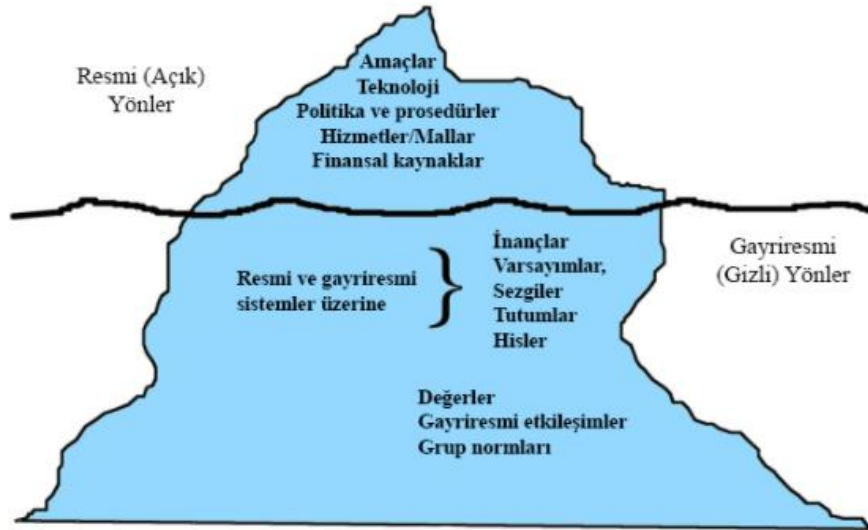 Resmi (Açık)
Yönler
Amaçlar
Teknoloji
Politika ve prosedürler
Hizmetler/Mallar
Finansal kaynaklar
Resmi ve gayriresmi
sistemler üzerine
İnançlar
Varsayımlar,
Sezgiler
Tutumlar
Hisler
Gayriresmi
(Gizli) Yönler
Değerler
Gayriresmi etkileşimler
Grup normları